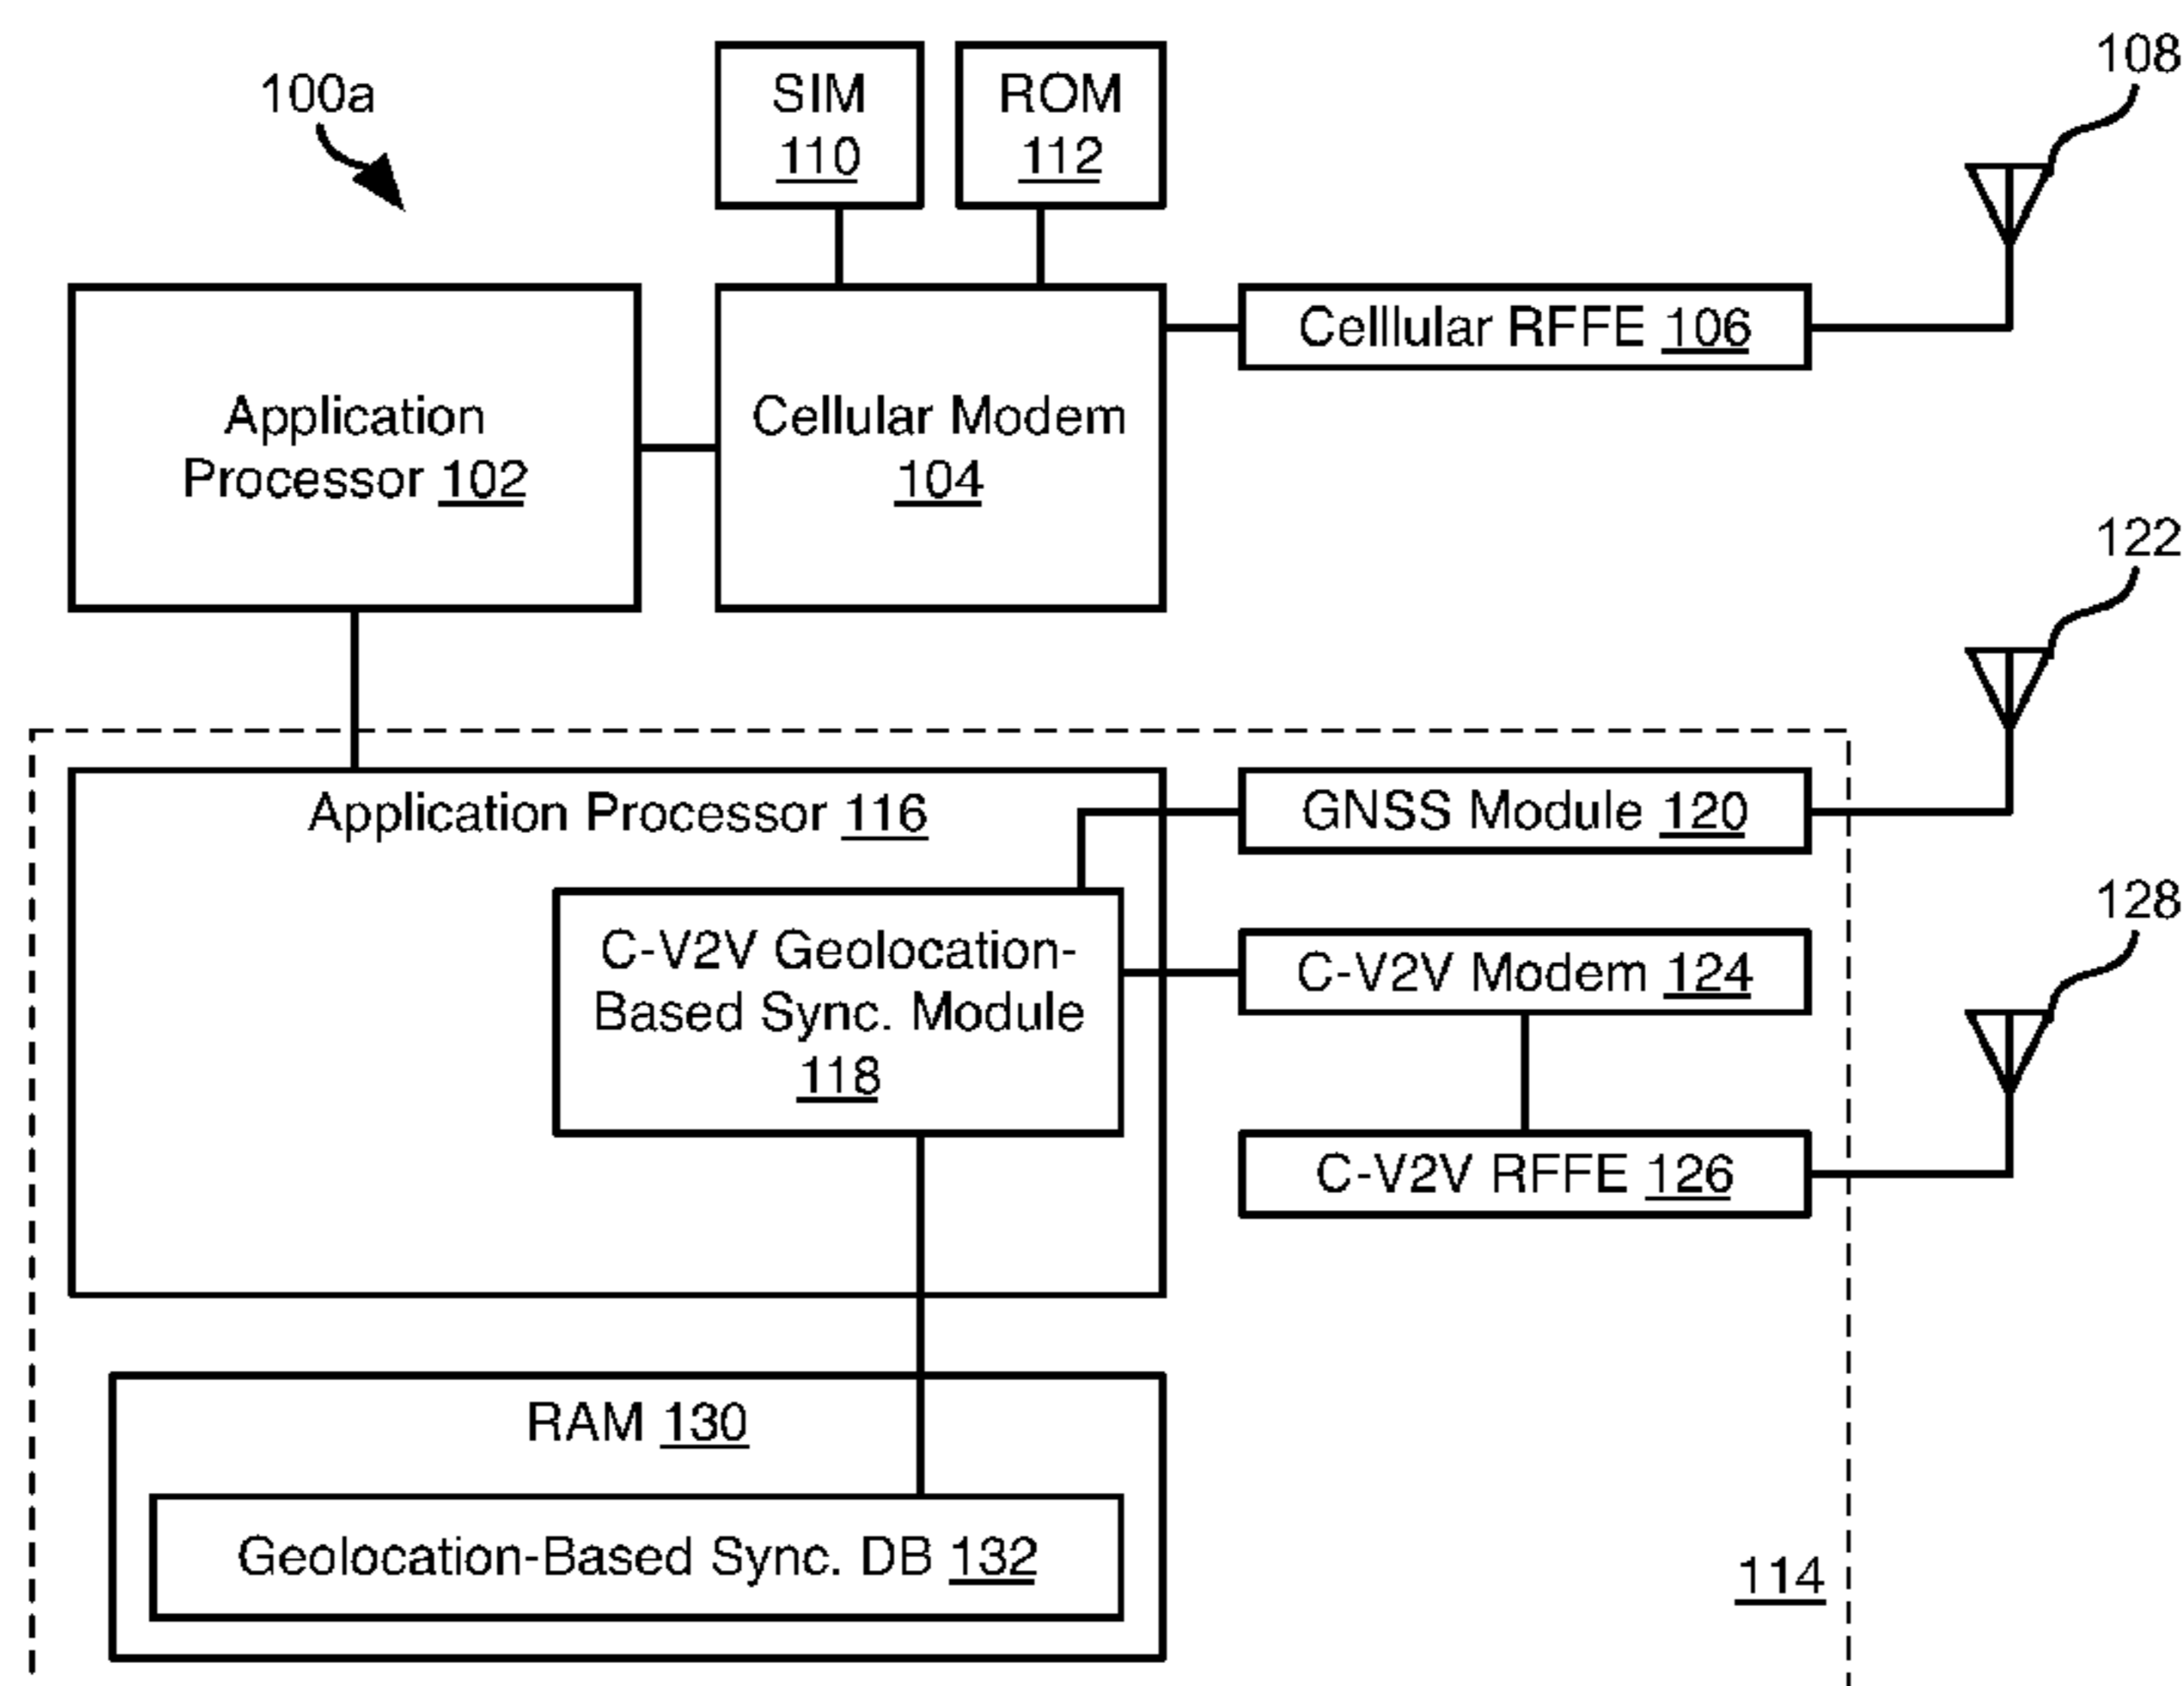 108
100a
SIM
110
ROM
112
Celllular RFFE 106
Application
Processor 102
Cellular Modem
104
122
Application Processor 116
GNSS Module 120
128
C-V2V Geolocation-
Based Sync. Module
118
C-V2V Modem 124
C-V2V RFFE 126
RAM 130
Geolocation-Based Sync. DB 132
114